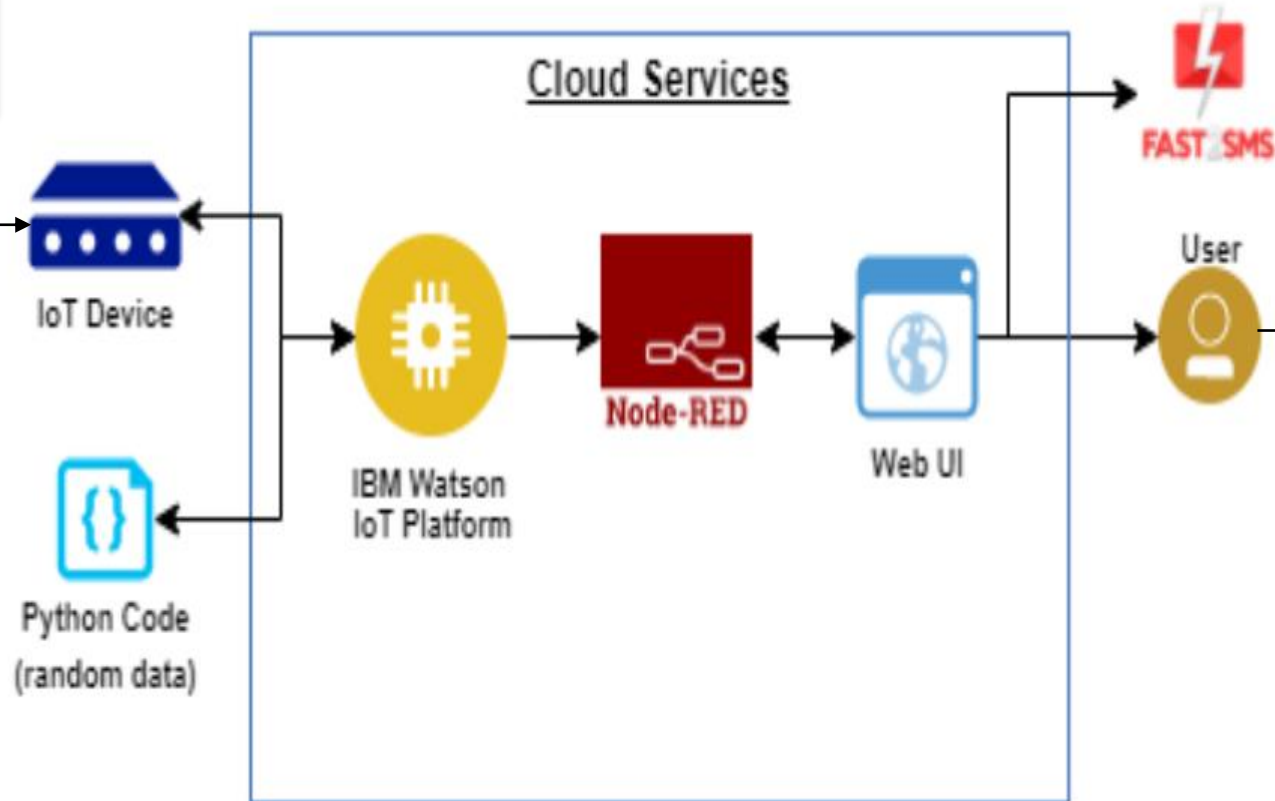 Cloud Services
FAST2SMS
IoT Device
User
Node-RED
Web UI
IBM Watson
IoT Platform
Python Code
(random data)